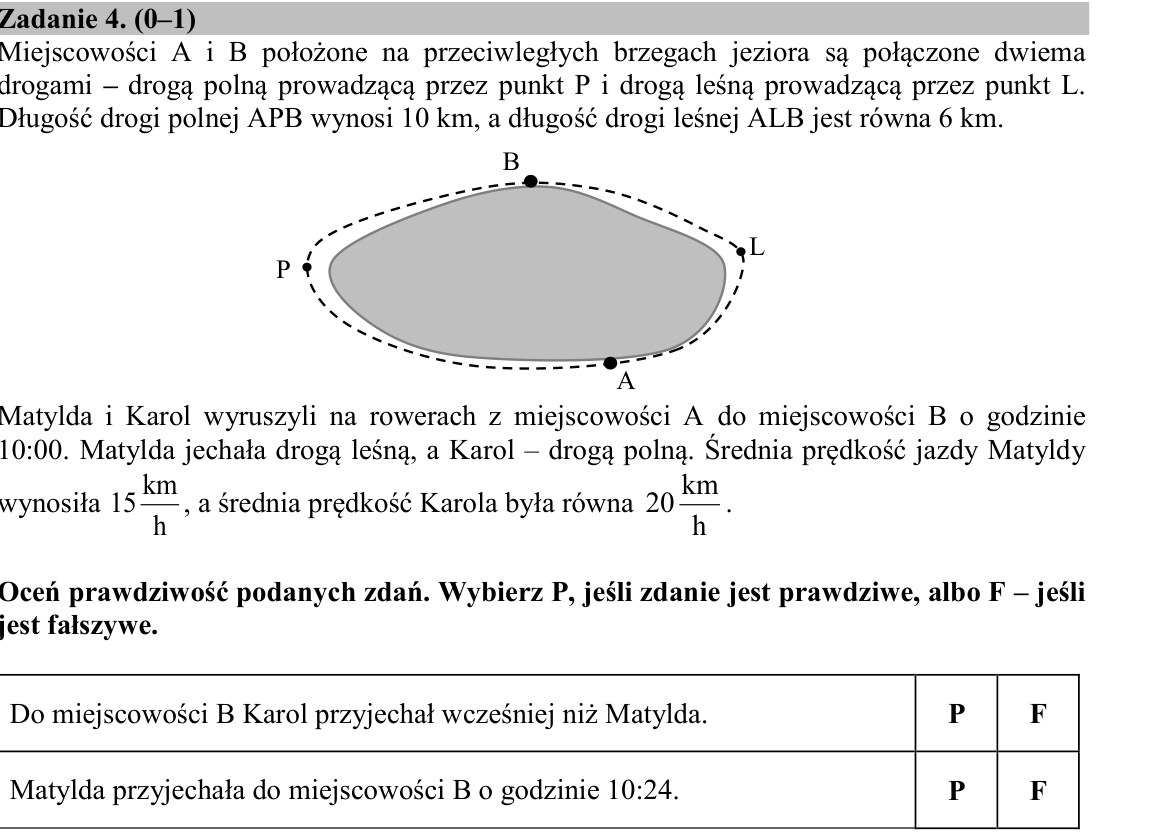 Zadanie 4. (0–1)
Miejscowości A i B położone na przeciwległych brzegach jeziora są połączone dwiema
drogami – drogą polną prowadzącą przez punkt P i drogą leśną prowadzącą przez punkt L.
Długość drogi polnej APB wynosi 10 km, a długość drogi leśnej ALB jest równa 6 km.
B
L
P
A
Matylda i Karol wyruszyli na rowerach z miejscowości A do miejscowości B o godzinie
10:00. Matylda jechała drogą leśną, a Karol – drogą polną. Średnia prędkość jazdy Matyldy
wynosiła 15 km/h, a średnia prędkość Karola była równa 20 km/h.
Oceń prawdziwość podanych zdań. Wybierz P, jeśli zdanie jest prawdziwe, albo F – jeśli
jest fałszywe.
Do miejscowości B Karol przyjechał wcześniej niż Matylda. P F
Matylda przyjechała do miejscowości B o godzinie 10:24. P F